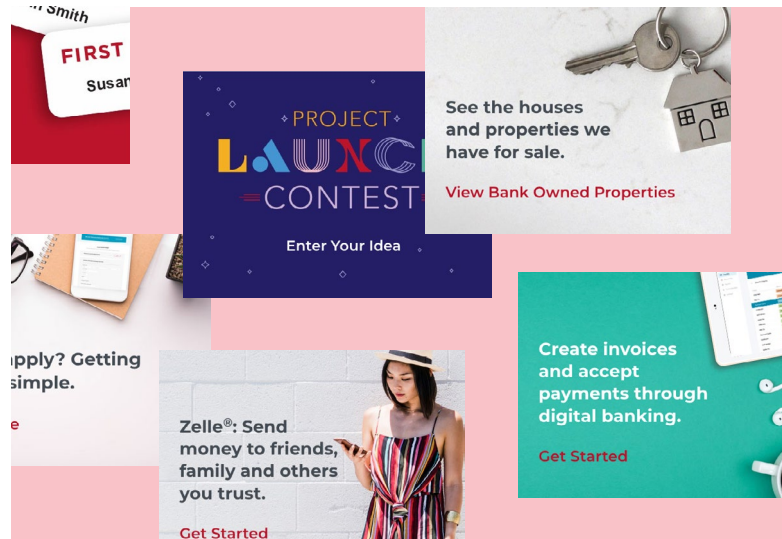 Smith
FIRST
Susan
PROJECT
LAUNC
CONTEST
Enter Your Idea
See the houses
and properties we
have for sale.
View Bank Owned Properties
apply? Getting
simple.
Create invoices
and accept
payments through
digital banking.
Get Started
Zelle®: Send
money to friends,
family and others
you trust.
Get Started